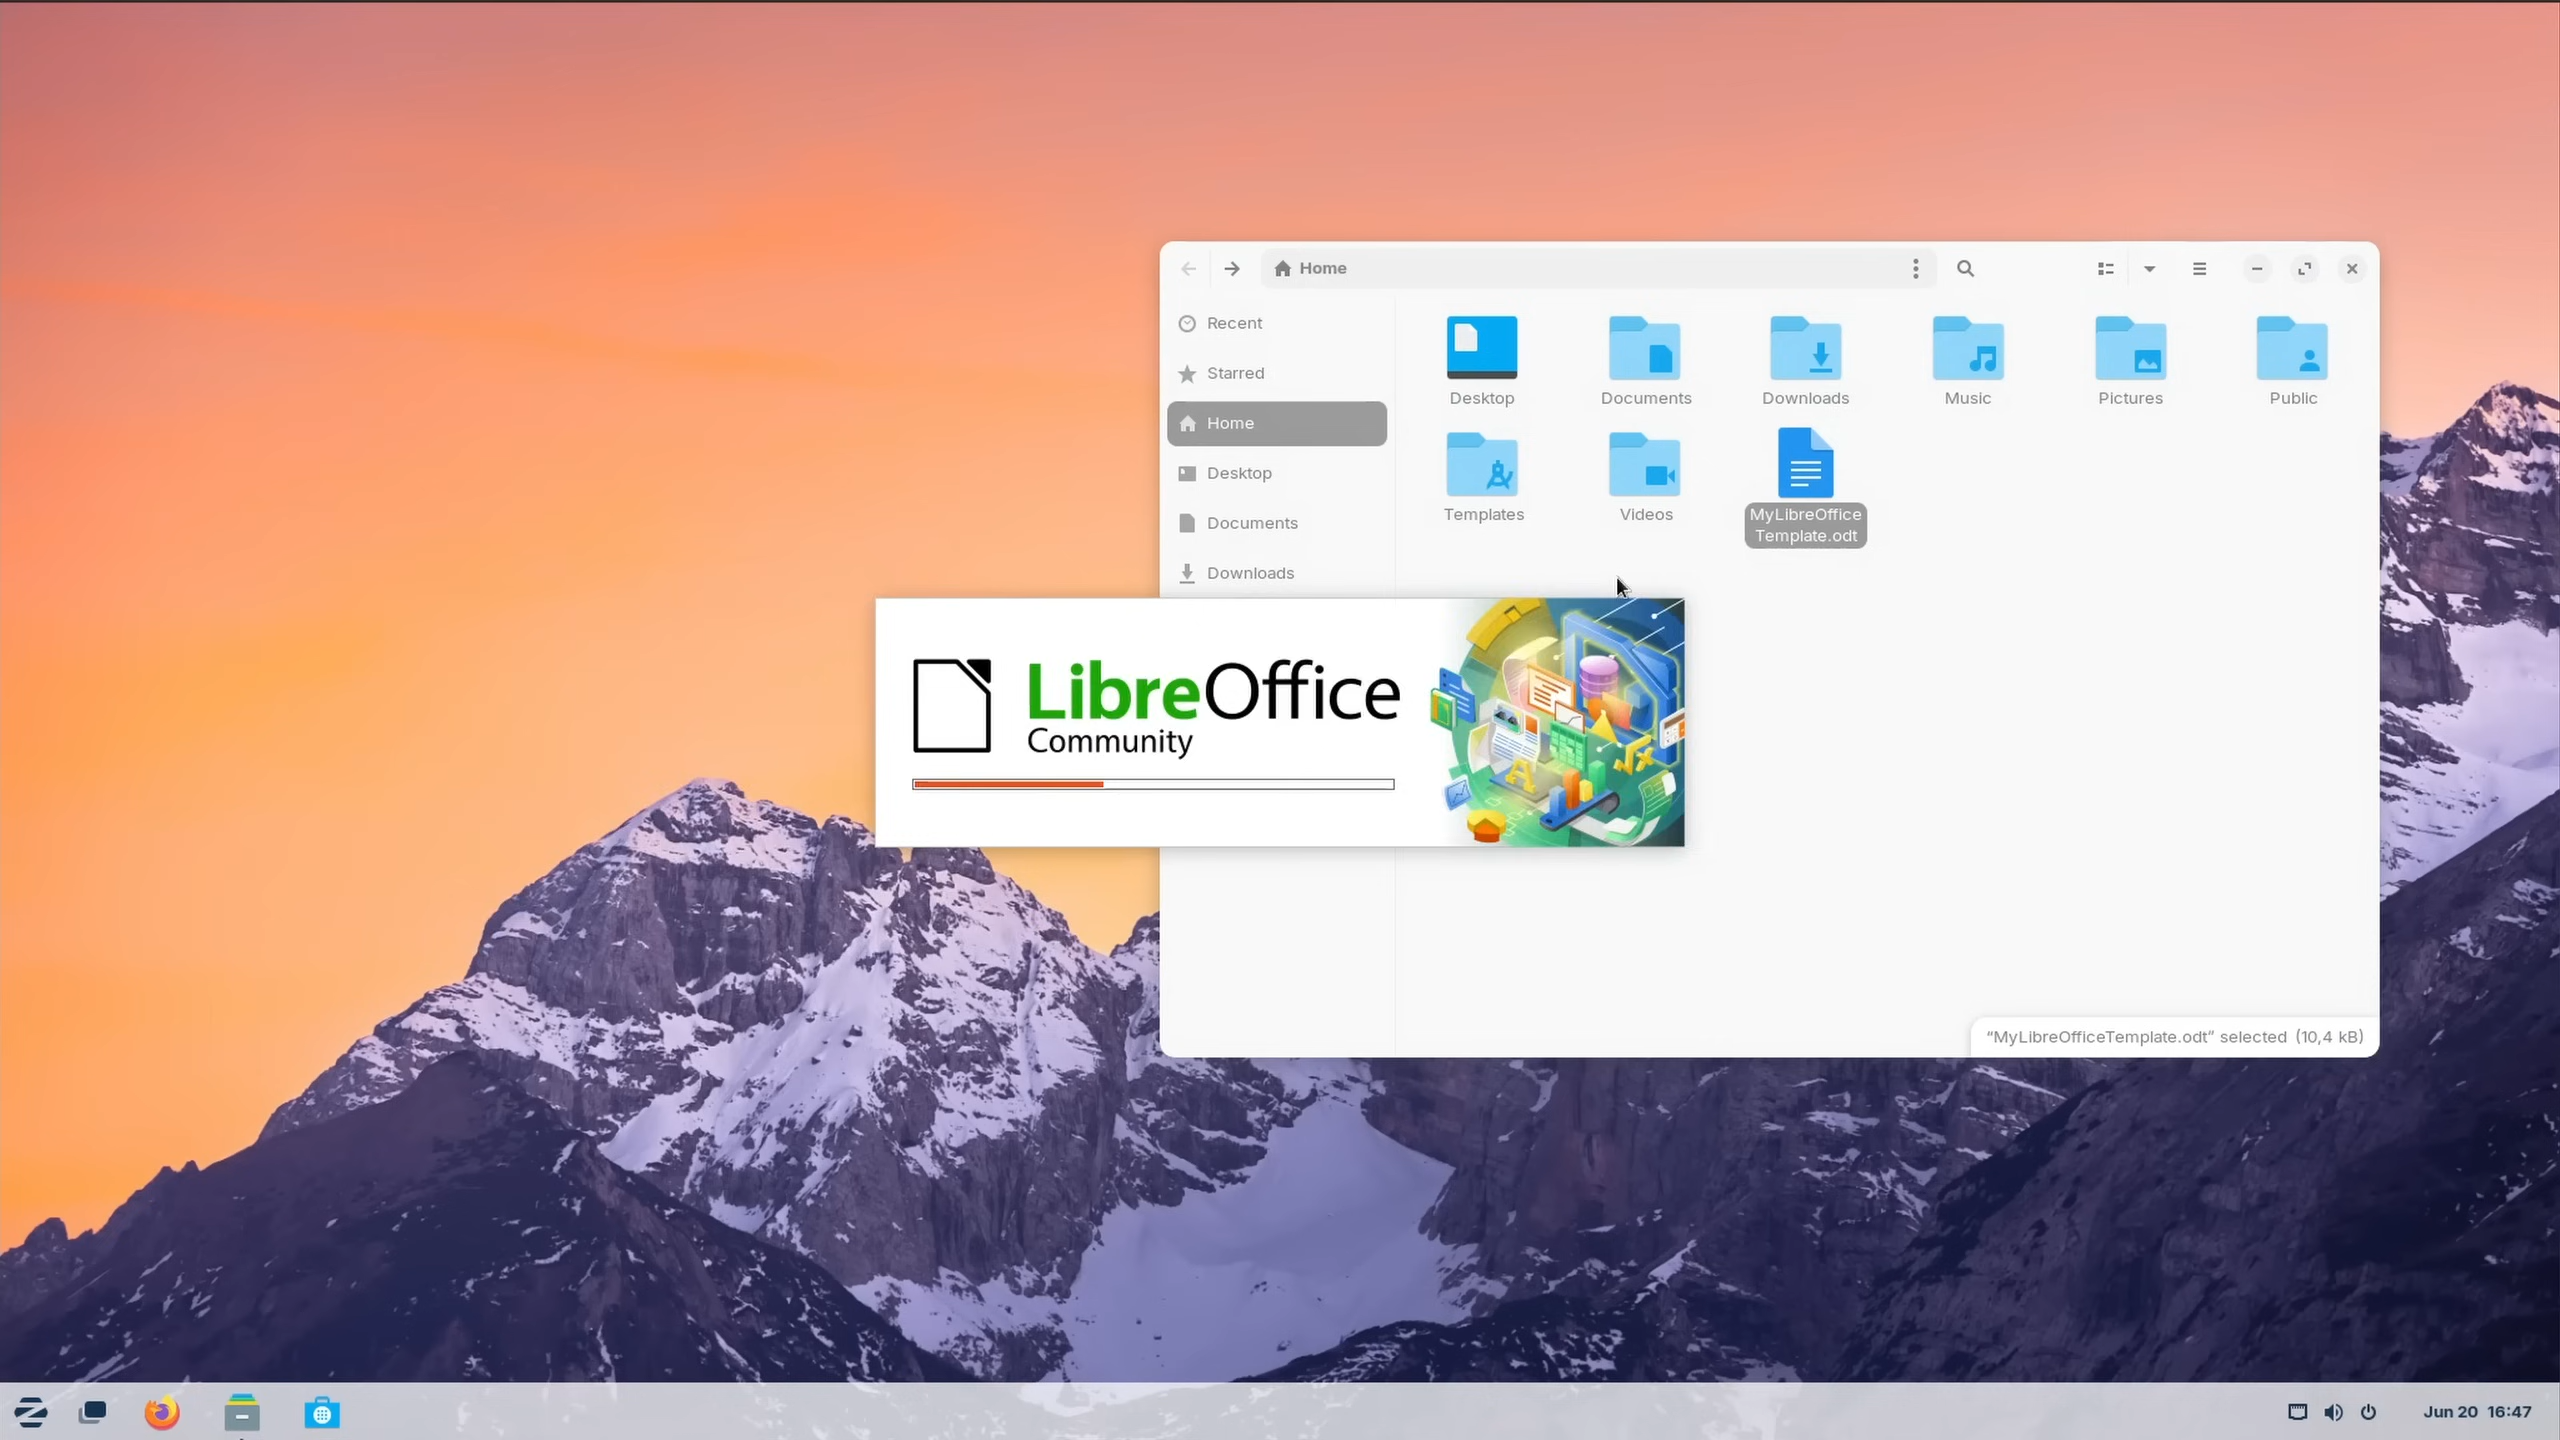 Home
Recent
Starred
Home
Desktop
Documents
Downloads
Desktop
Documents
Downloads
Music
Pictures
Public
Templates
Videos
MyLibreOffice
Template.odt
LibreOffice
Community
“MyLibreOfficeTemplate.odt” selected (10,4 kB)
Jun 20 16:47